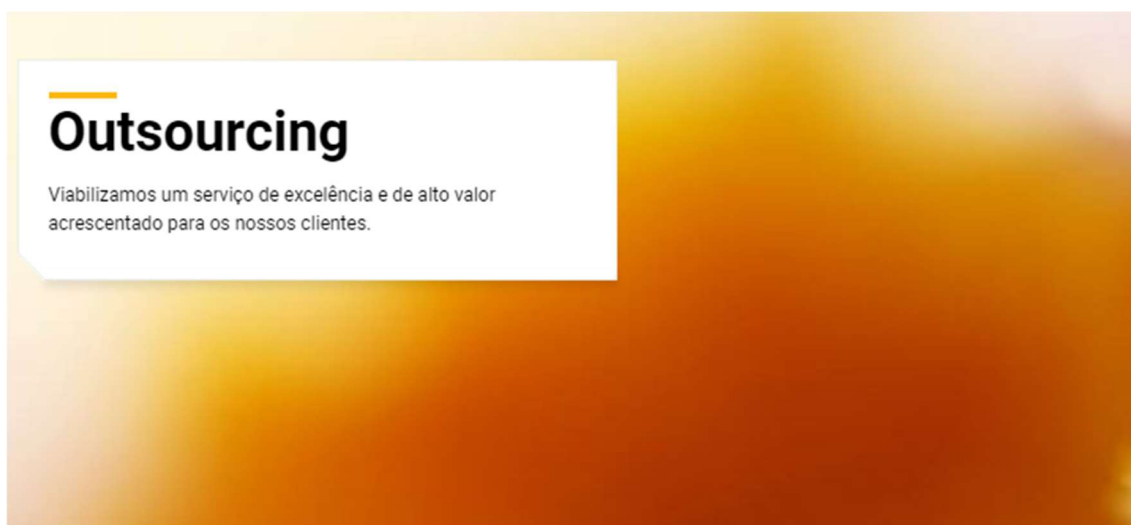 Outsourcing
Viabilizamos um serviço de excelência e de alto valor
acrescentado para os nossos clientes.